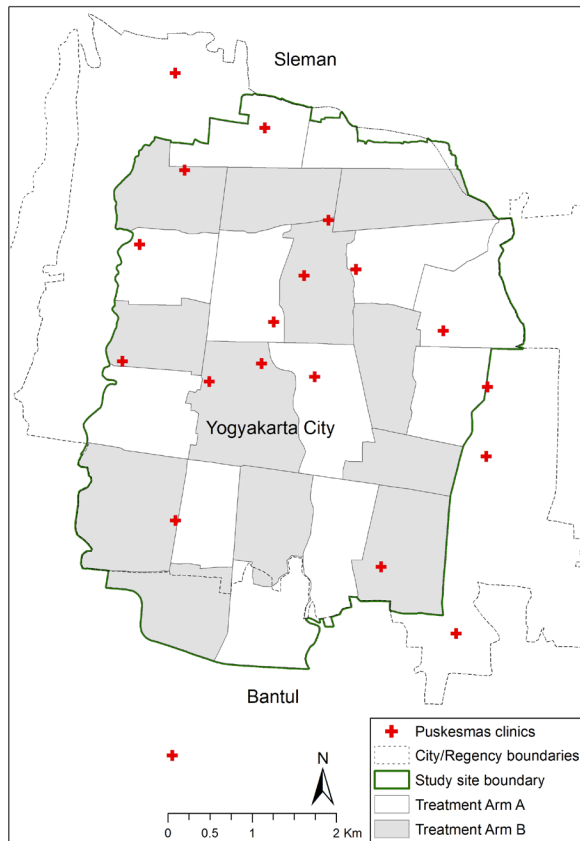 Sleman
Yogyakarta City
Bantul
N
0 0.5 1 2 Km
Puskesmas clinics
City/Regency boundaries
Study site boundary
Treatment Arm A
Treatment Arm B